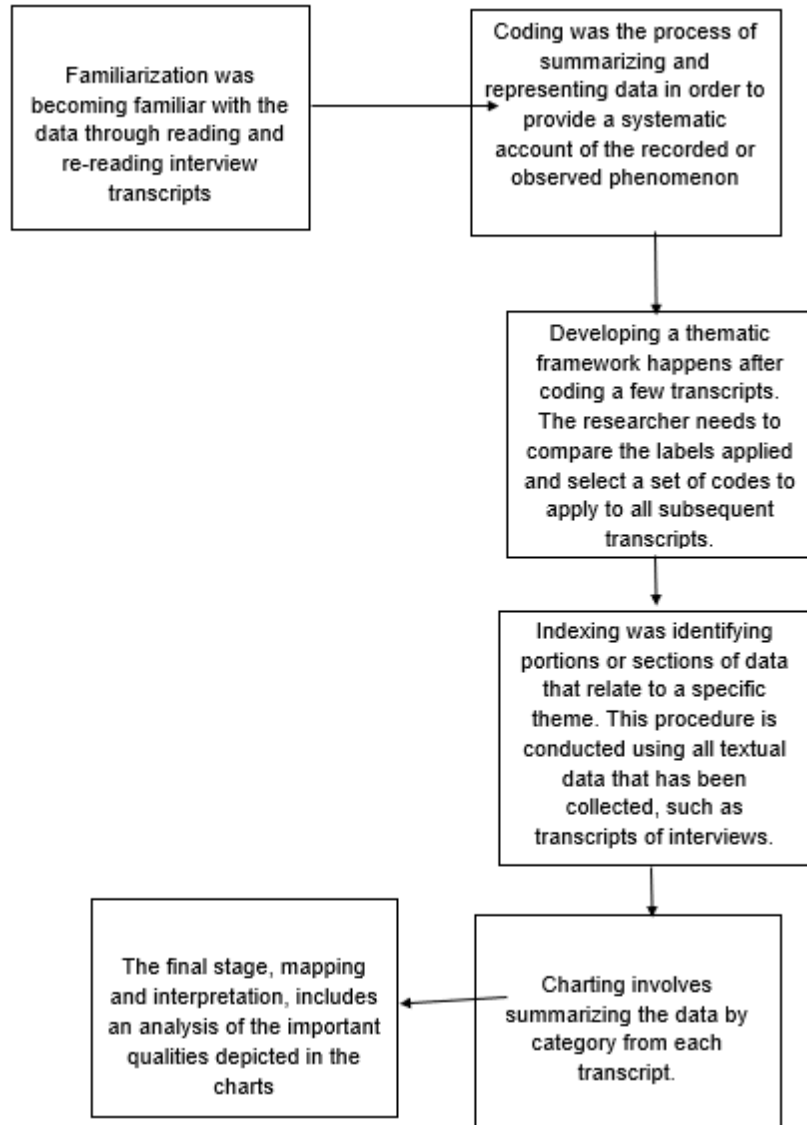 Familiarization was
becoming familiar with the
data through reading and
re-reading interview
transcripts
Coding was the process of
summarizing and
representing data in order to
provide a systematic
account of the recorded or
observed phenomenon
Developing a thematic
framework happens after
coding a few transcripts.
The researcher needs to
compare the labels applied
and select a set of codes to
apply to all subsequent
transcripts.
Indexing was identifying
portions or sections of data
that relate to a specific
theme. This procedure is
conducted using all textual
data that has been
collected, such as
transcripts of interviews.
Charting involves
summarizing the data by
category from each
transcript.
The final stage, mapping
and interpretation, includes
an analysis of the important
qualities depicted in the
charts